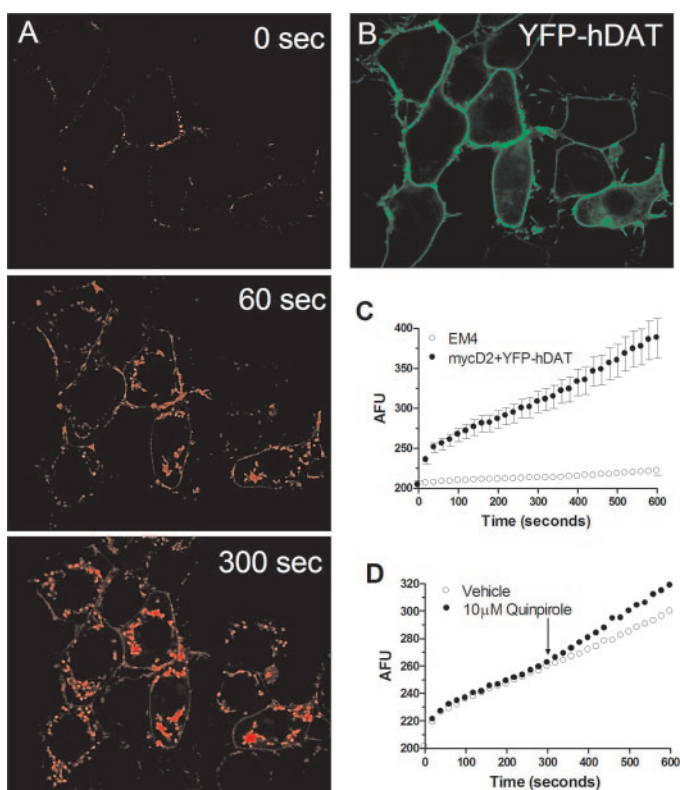 A
0 sec
60 sec
300 sec
B
YFP-hDAT
C
EM4
mycD2+YFP-hDAT
AFU
400
350
300
250
200
0 100 200 300 400 500 600
Time (seconds)
D
Vehicle
10μM Quinpirole
AFU
320
300
280
260
240
220
200
0 100 200 300 400 500 600
Time (seconds)